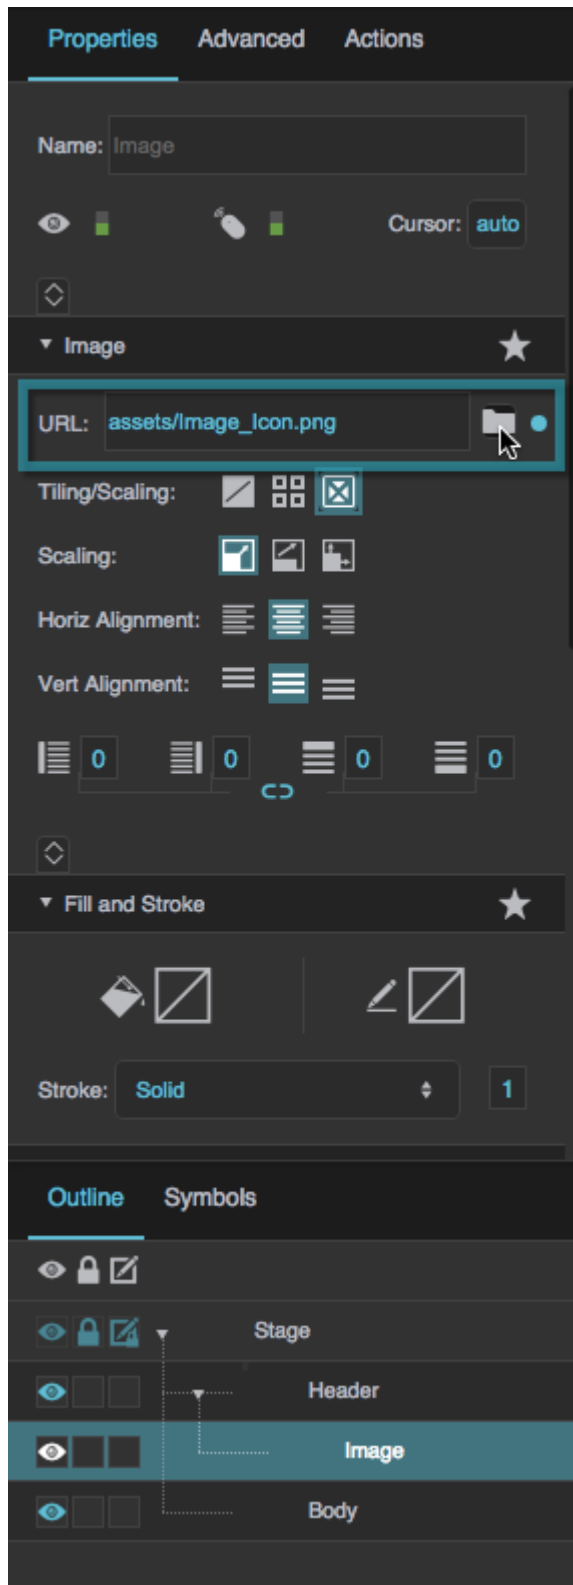 Properties Advanced Actions
Name: Image
Cursor: auto
Image
URL: assets/Image_Icon.png
Tiling/Scaling:
Scaling:
Horiz Alignment:
Vert Alignment:
0 0 0 0
Fill and Stroke
Stroke: Solid 1
Outline Symbols
Stage
Header
Image
Body